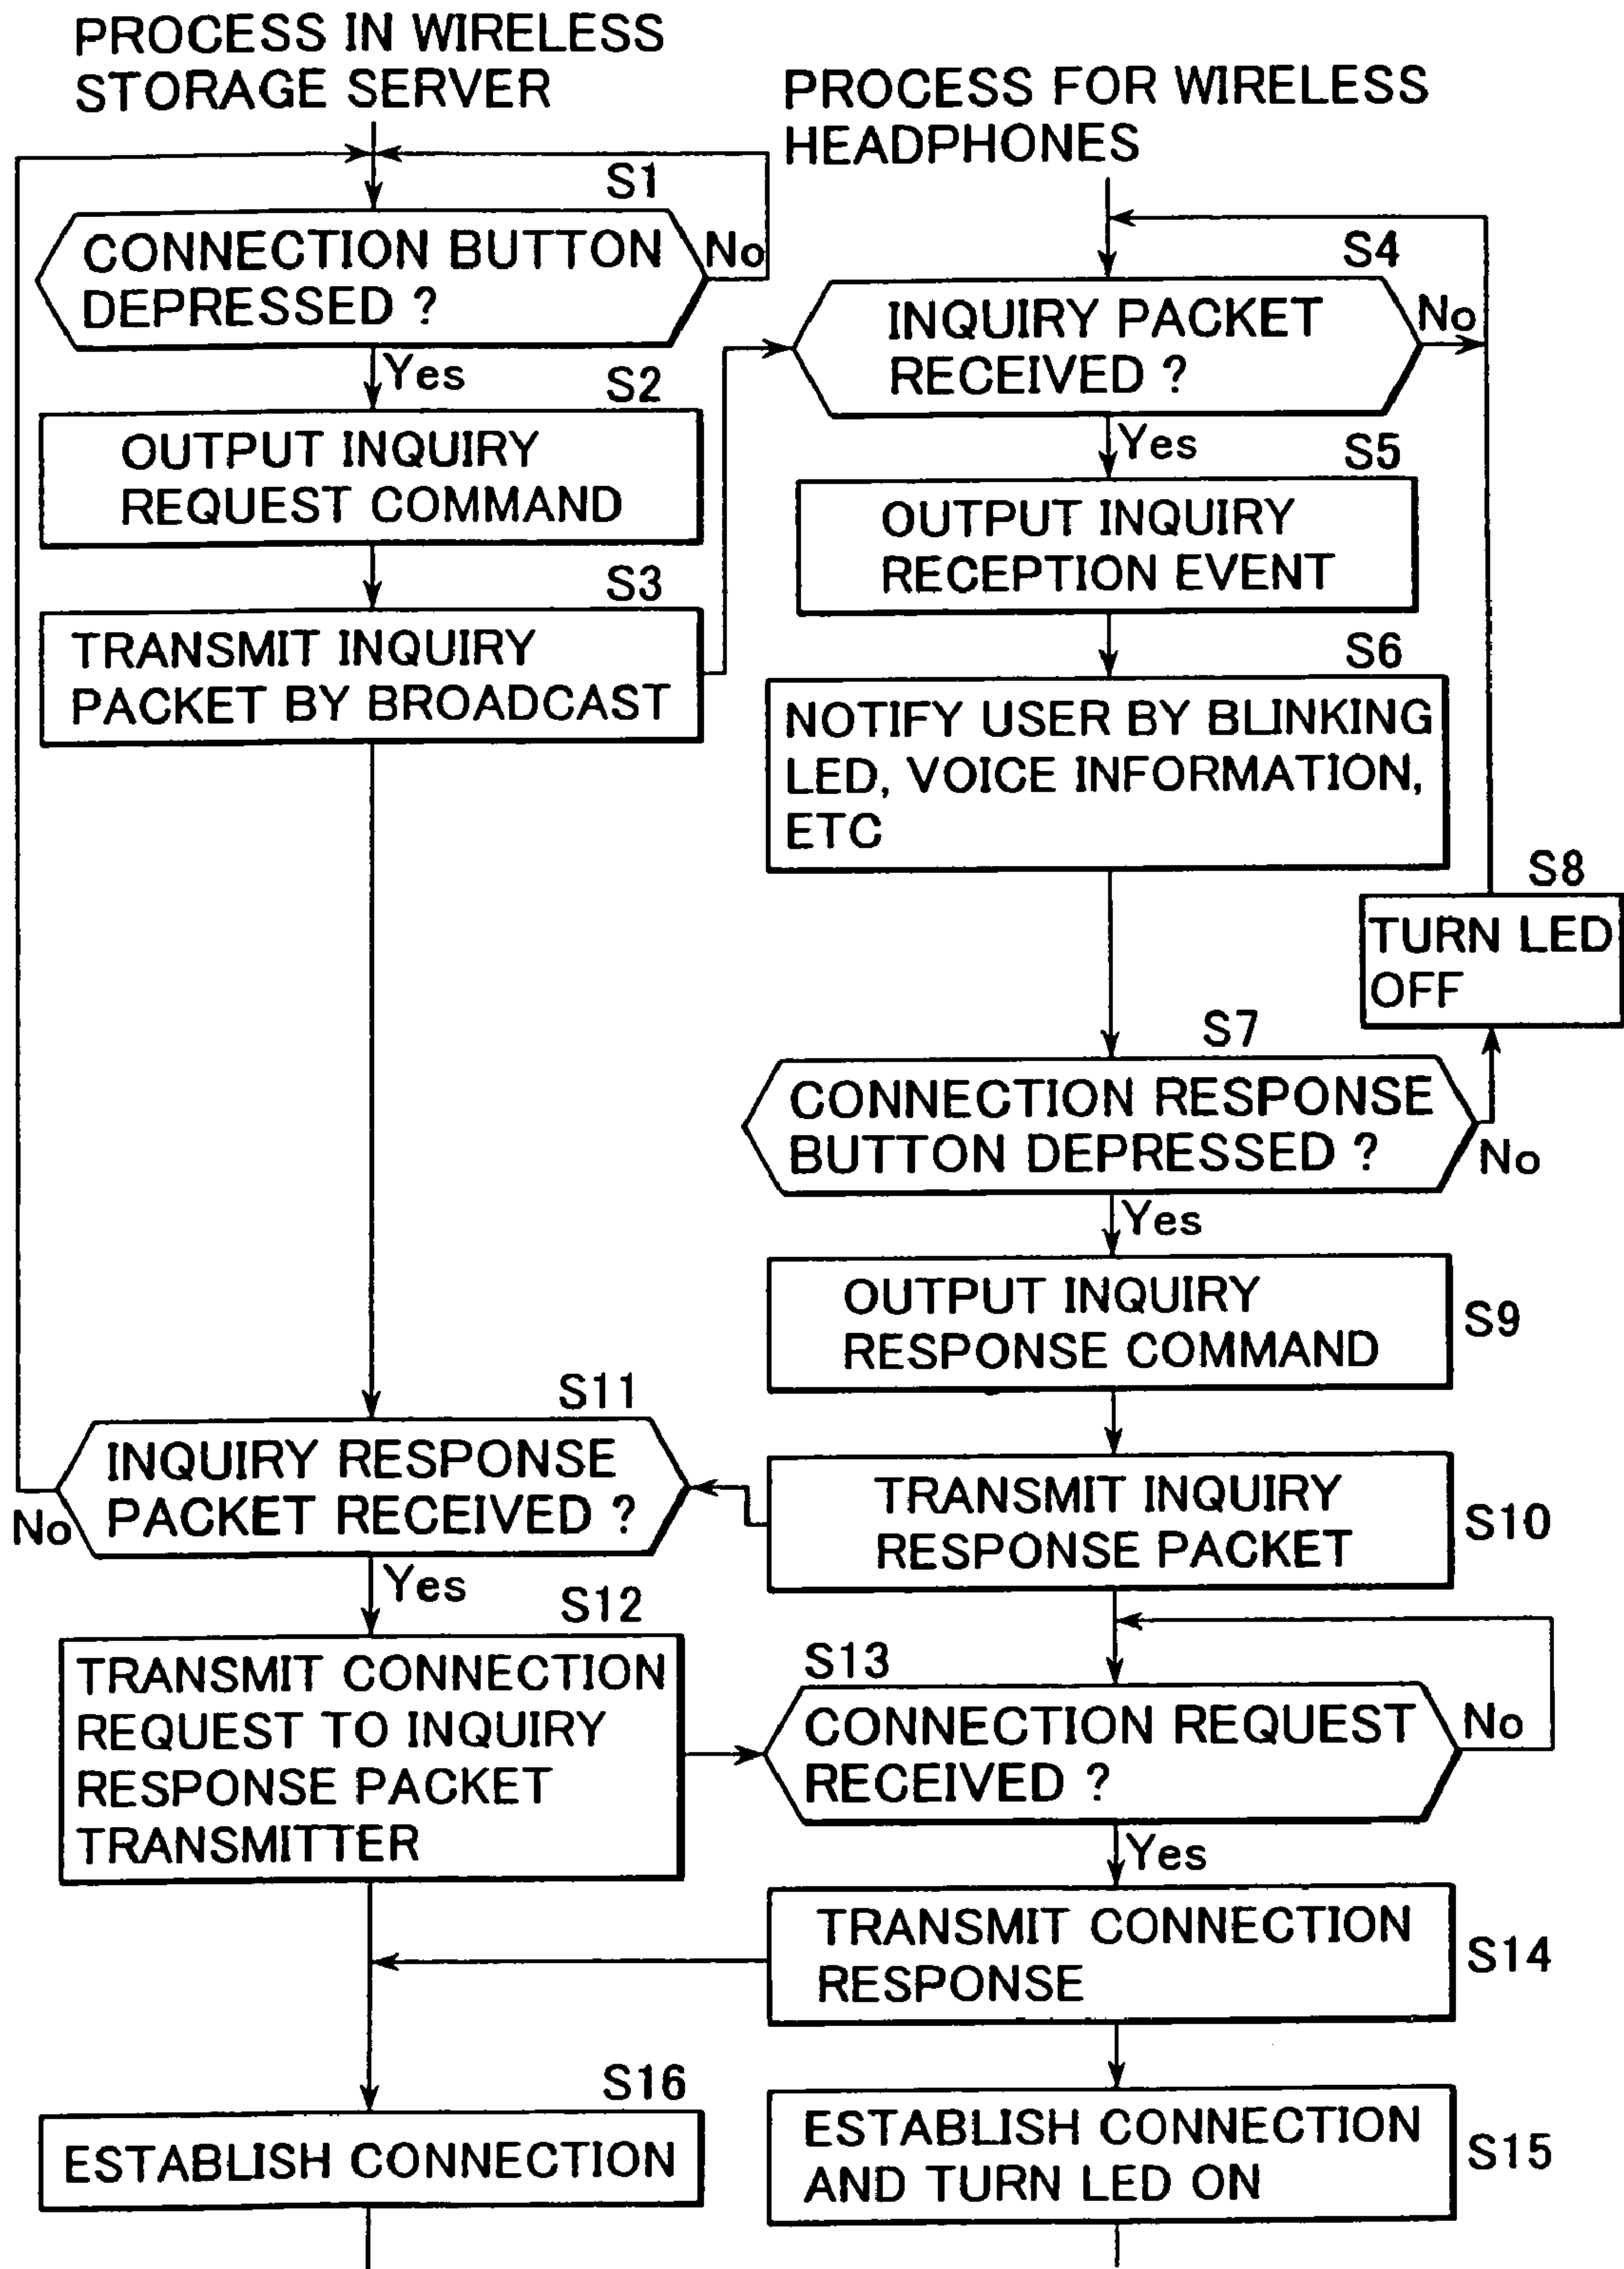 PROCESS IN WIRELESS
STORAGE SERVER
S1
CONNECTION BUTTON
DEPRESSED ?
No
Yes
S2
OUTPUT INQUIRY
REQUEST COMMAND
S3
TRANSMIT INQUIRY
PACKET BY BROADCAST
PROCESS FOR WIRELESS
HEADPHONES
S4
INQUIRY PACKET
RECEIVED ?
No
Yes
S5
OUTPUT INQUIRY
RECEPTION EVENT
S6
NOTIFY USER BY BLINKING
LED, VOICE INFORMATION,
ETC
S8
TURN LED
OFF
S7
CONNECTION RESPONSE
BUTTON DEPRESSED ?
No
Yes
OUTPUT INQUIRY
RESPONSE COMMAND
S9
S11
INQUIRY RESPONSE
PACKET RECEIVED ?
No
Yes
TRANSMIT INQUIRY
RESPONSE PACKET
S10
S12
TRANSMIT CONNECTION
REQUEST TO INQUIRY
RESPONSE PACKET
TRANSMITTER
S13
CONNECTION REQUEST
RECEIVED ?
No
Yes
TRANSMIT CONNECTION
RESPONSE
S14
S16
ESTABLISH CONNECTION
ESTABLISH CONNECTION
AND TURN LED ON
S15